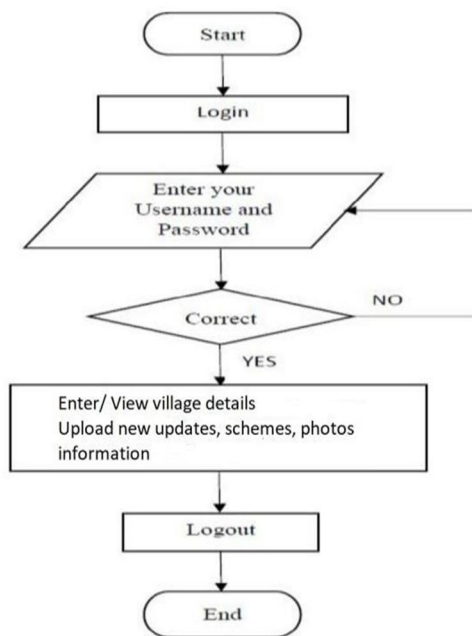 Start
Login
Enter your
Username and
Password
Correct
NO
YES
Enter/ View village details
Upload new updates, schemes, photos
information
Logout
End